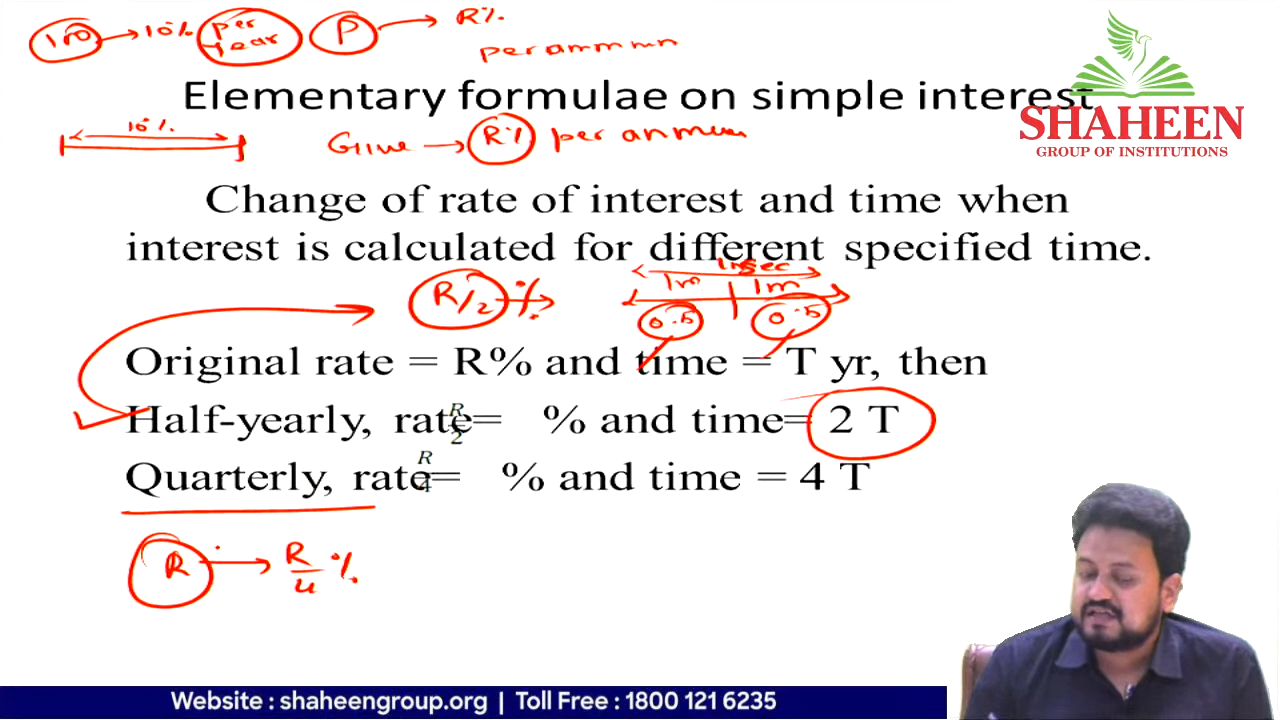 100 → 10% per year P → R%
per annum
Elementary formulae on simple interest
SHAHEEN
GROUP OF INSTITUTIONS
10%
Give → R% per annum
Change of rate of interest and time when
interest is calculated for different specified time.
R/2 → %
1m 1m
0.5 0.5
Original rate = R% and time = T yr, then
Half-yearly, rate= R/2 % and time= 2 T
Quarterly, rate= R/4 % and time = 4 T
R → R/4 %
Website : shaheengroup.org | Toll Free : 1800 121 6235